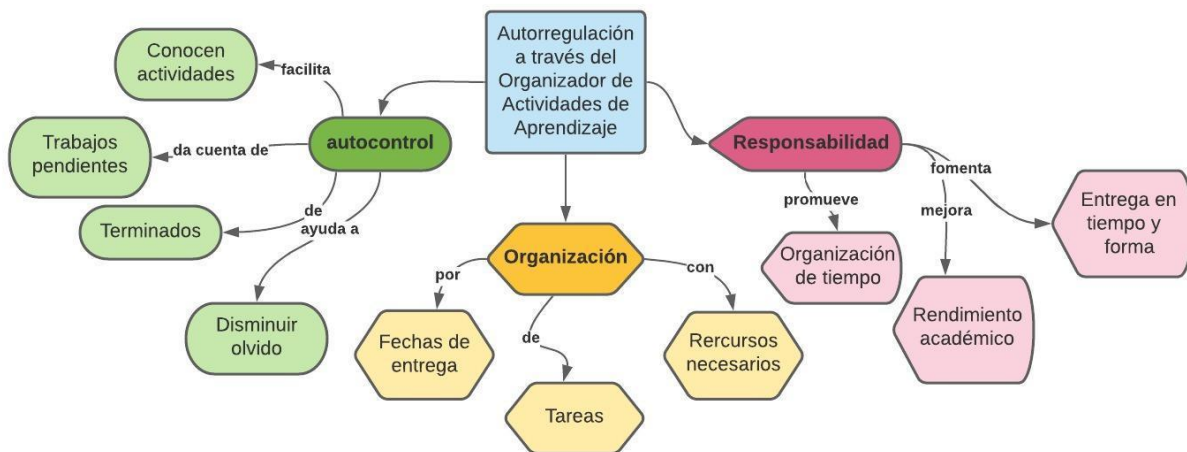 Autorregulación
a través del
Organizador de
Actividades de
Aprendizaje
Conocen
actividades
facilita
Trabajos
pendientes
da cuenta de
autocontrol
Terminados
de
ayuda a
Disminuir
olvido
Organización
por
Fechas de
entrega
de
Tareas
con
Rercursos
necesarios
Responsabilidad
promueve
Organización
de tiempo
mejora
Rendimiento
académico
fomenta
Entrega en
tiempo y
forma